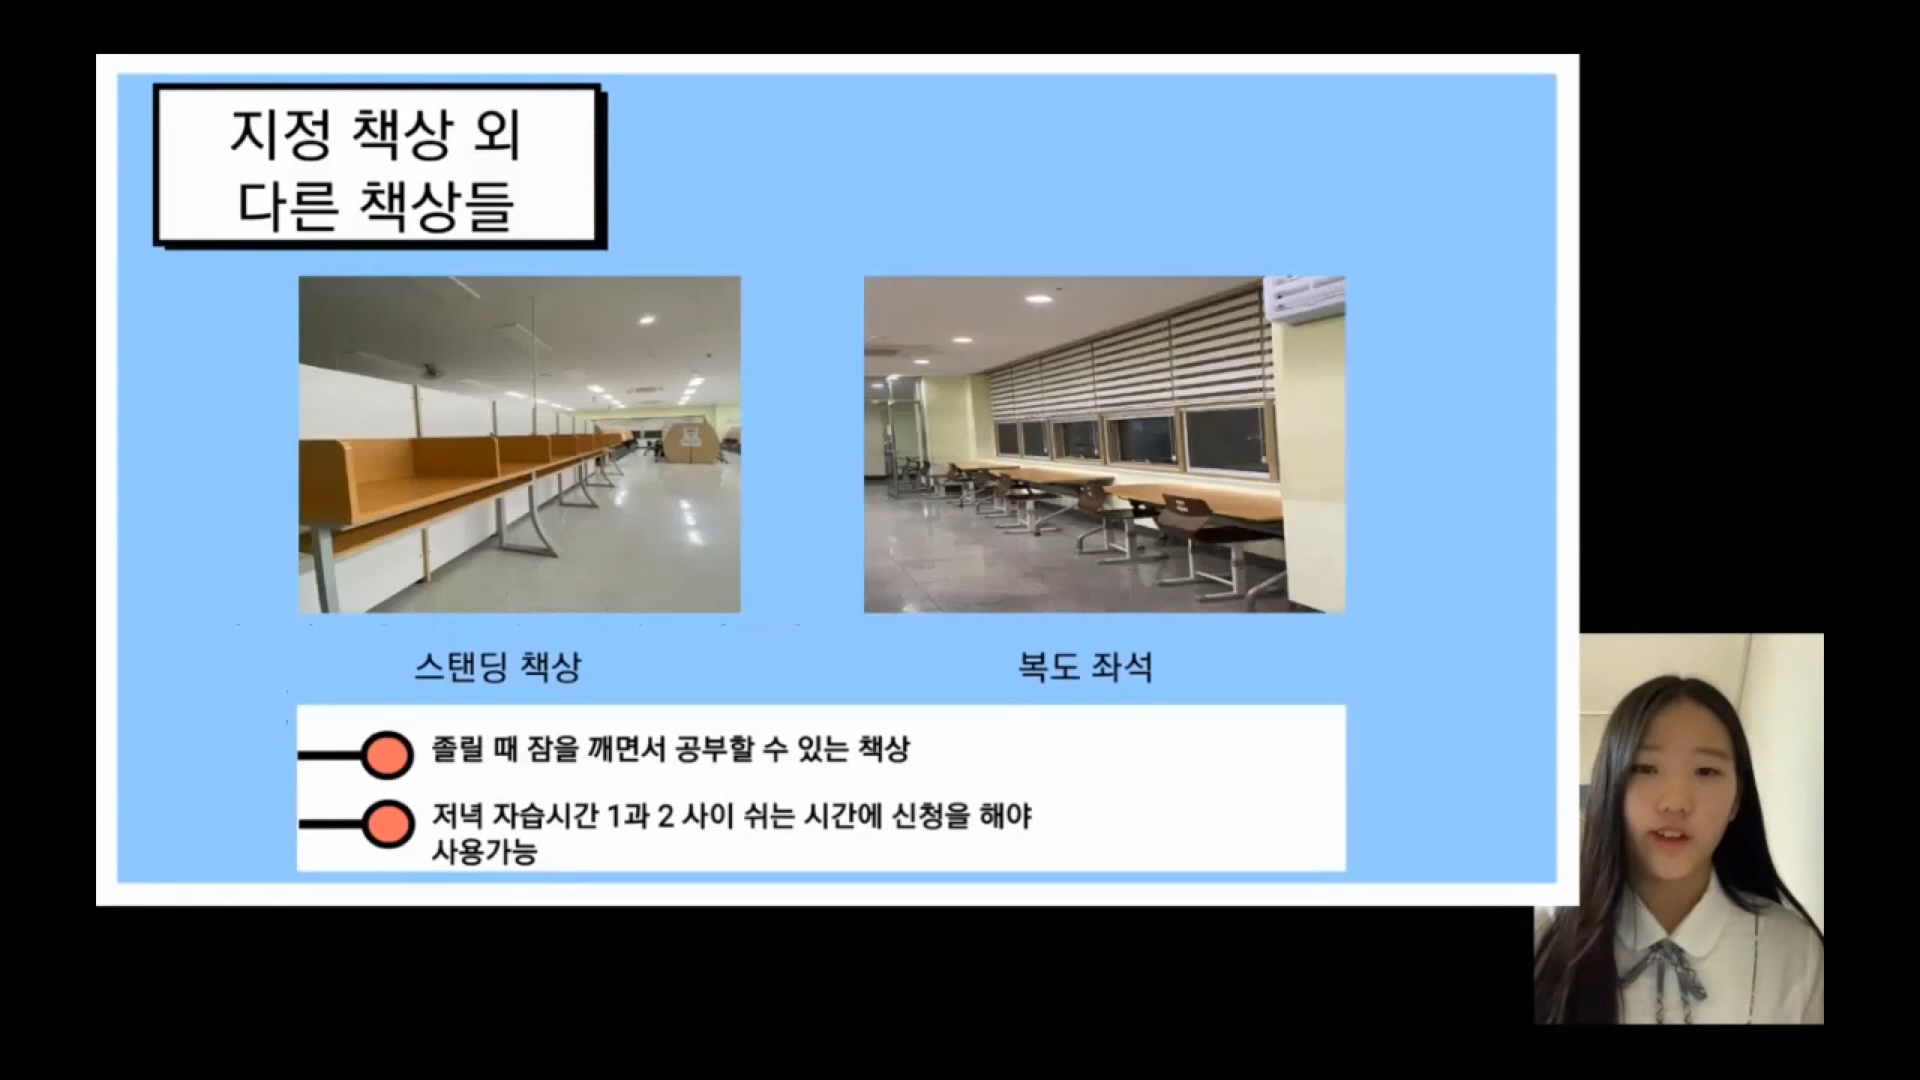 지정 책상 외
다른 책상들
스탠딩 책상
복도 좌석
졸릴 때 잠을 깨면서 공부할 수 있는 책상
저녁 자습시간 1과 2 사이 쉬는 시간에 신청을 해야
사용가능